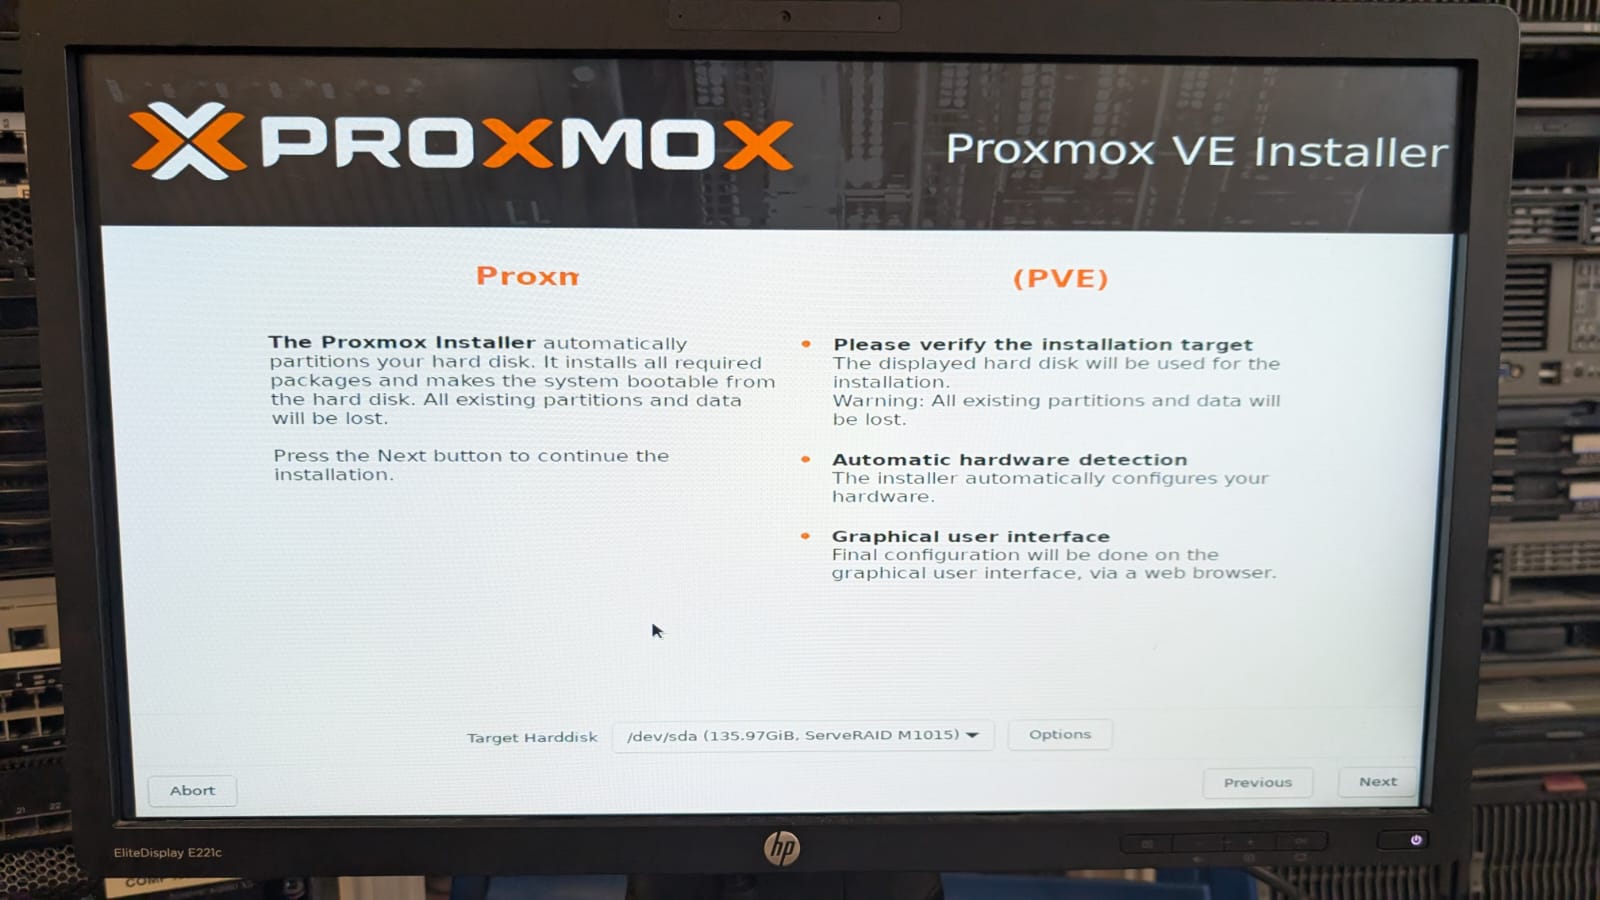 PROXMOX
Proxmox VE Installer
Proxm
(PVE)
The Proxmox Installer automatically
partitions your hard disk. It installs all required
packages and makes the system bootable from
the hard disk. All existing partitions and data
will be lost.
Press the Next button to continue the
installation.
Please verify the installation target
The displayed hard disk will be used for the
installation.
Warning: All existing partitions and data will
be lost.
Automatic hardware detection
The installer automatically configures your
hardware.
Graphical user interface
Final configuration will be done on the
graphical user interface, via a web browser.
Target Harddisk
/dev/sda (135.97GiB, ServeRAID M1015)
Options
Abort
Previous
Next
EliteDisplay E221c
hp
21
22